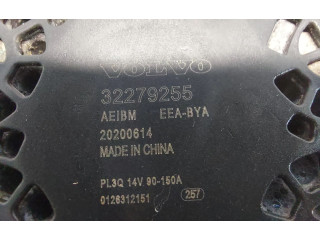 VOLVO
32279255
AEIBM EEA-BYA
20200614
MADE IN CHINA
PL3Q 14V 90-150A
0126312151 257